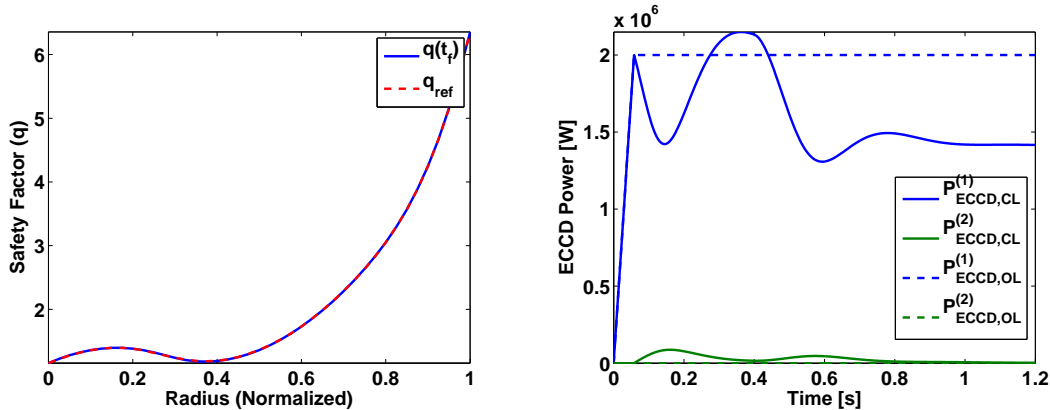 6
5
4
3
2
0
0.2
0.4
0.6
0.8
1
Safety Factor (q)
Radius (Normalized)
q(t_f)
q_ref
x 10^6
2
1.5
1
0.5
0
0
0.2
0.4
0.6
0.8
1
1.2
ECCD Power [W]
Time [s]
P^(1)_ECCD,CL
P^(2)_ECCD,CL
P^(1)_ECCD,OL
P^(2)_ECCD,OL